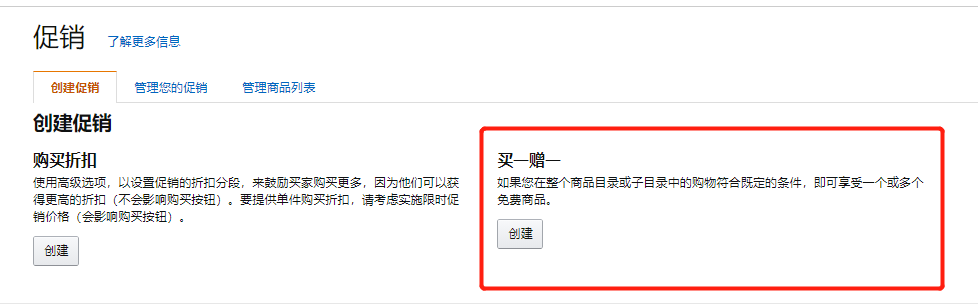 促销 了解更多信息
创建促销 管理您的促销 管理商品列表
创建促销
购买折扣
使用高级选项，以设置促销的折扣分段，来鼓励买家购买更多，因为他们可以获
得更高的折扣（不会影响购买按钮）。要提供单件购买折扣，请考虑实施限时促
销价格（会影响购买按钮）。
创建
买一赠一
如果您在整个商品目录或子目录中的购物符合既定的条件，即可享受一个或多个
免费商品。
创建